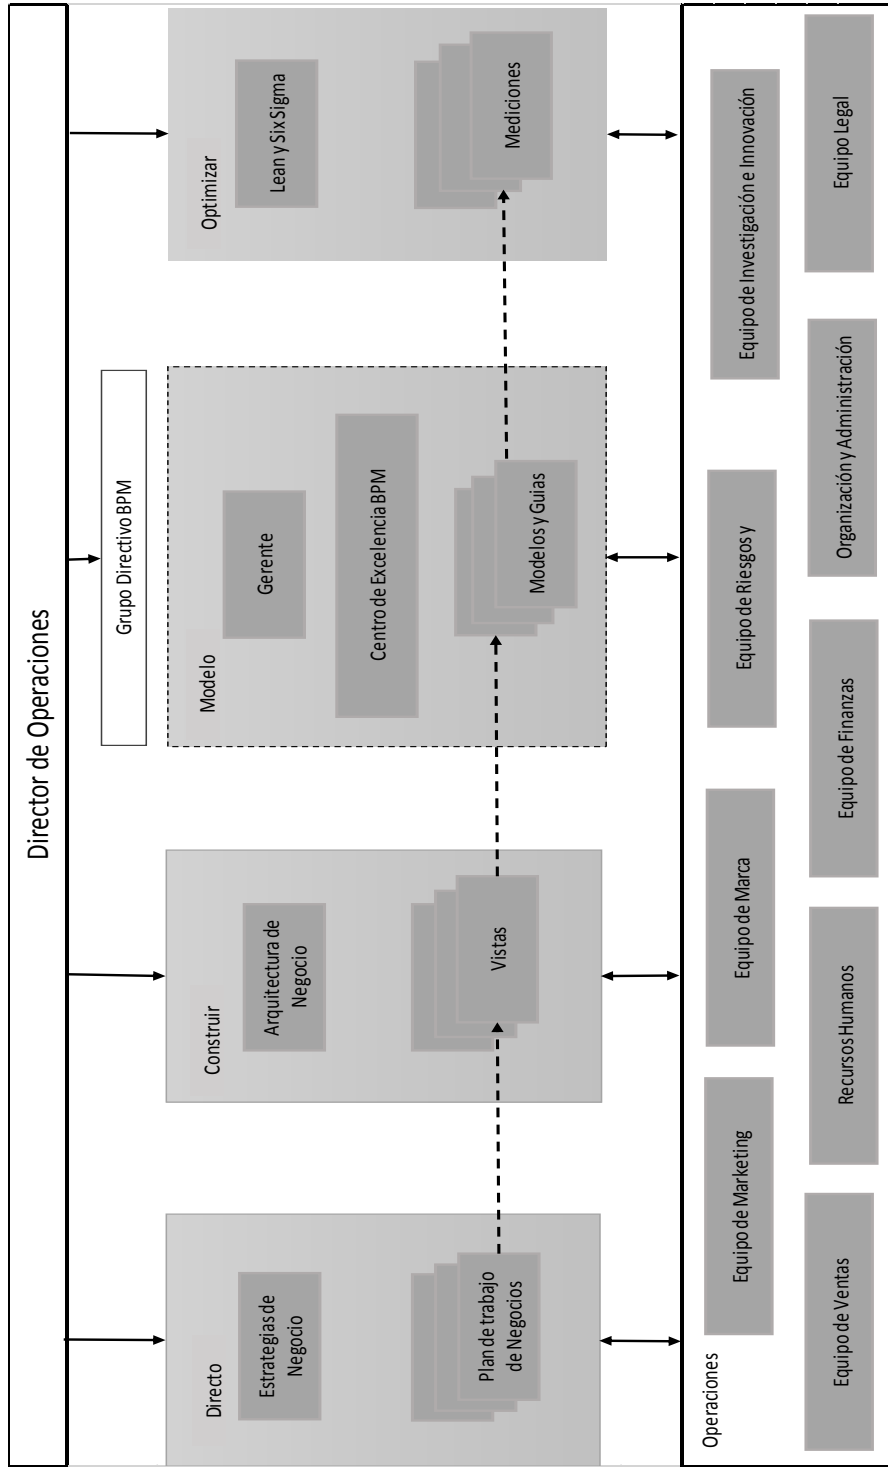 Director de Operaciones
Grupo Directivo BPM
Directo
Estrategias de
Negocio
Plan de trabajo
de Negocios
Construir
Arquitectura de
Negocio
Vistas
Modelo
Gerente
Centro de Excelencia BPM
Modelos y Guias
Optimizar
Lean y Six Sigma
Mediciones
Operaciones
Equipo de Marketing
Equipo de Marca
Equipo de Riesgos y
Equipo de Investigación e Innovación
Equipo de Ventas
Recursos Humanos
Equipo de Finanzas
Organización y Administración
Equipo Legal